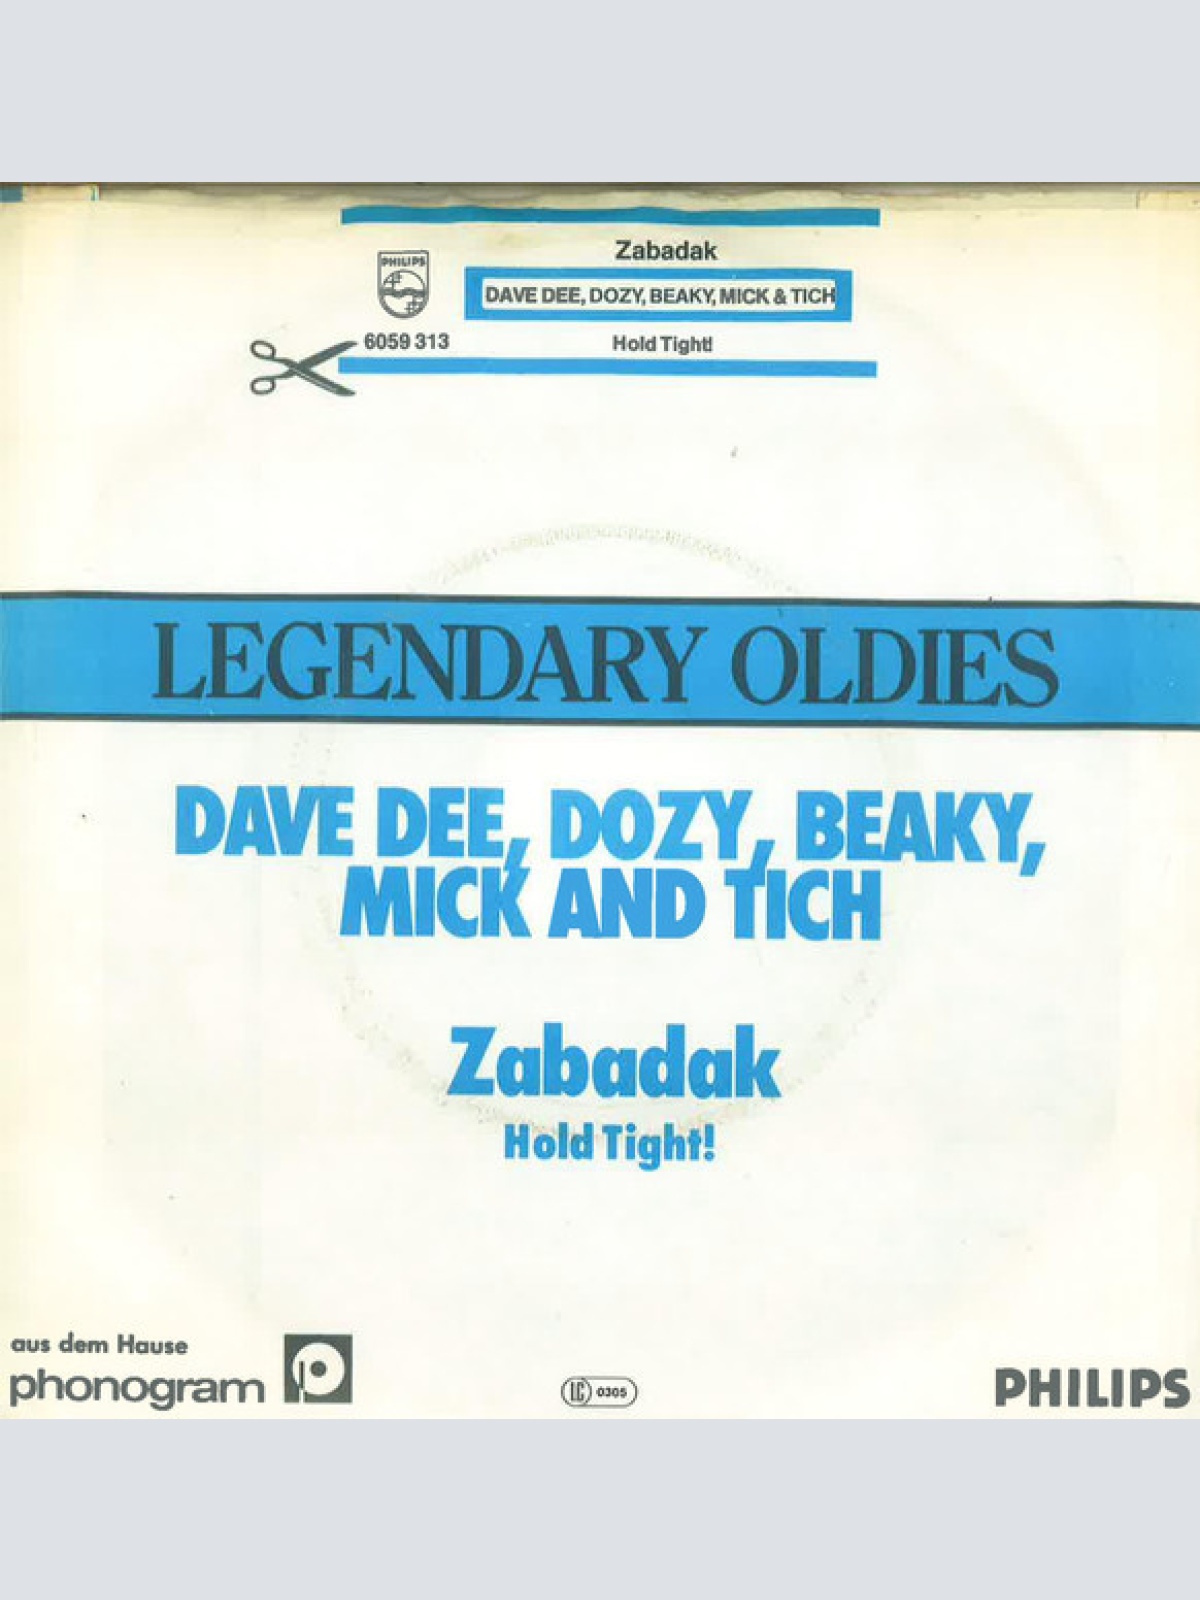 Zabadak
PHILIPS
DAVE DEE, DOZY, BEAKY, MICK & TICH
6059 313
Hold Tight!
LEGENDARY OLDIES
DAVE DEE, DOZY, BEAKY,
MICK AND TICH
Zabadak
Hold Tight!
aus dem Hause
phonogram
LC 0305
PHILIPS